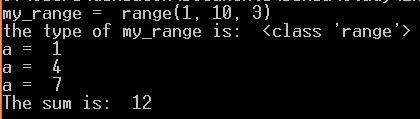 my_range =  range(1, 10, 3)
the type of my_range is:  <class 'range'>
a =  1
a =  4
a =  7
The sum is:  12